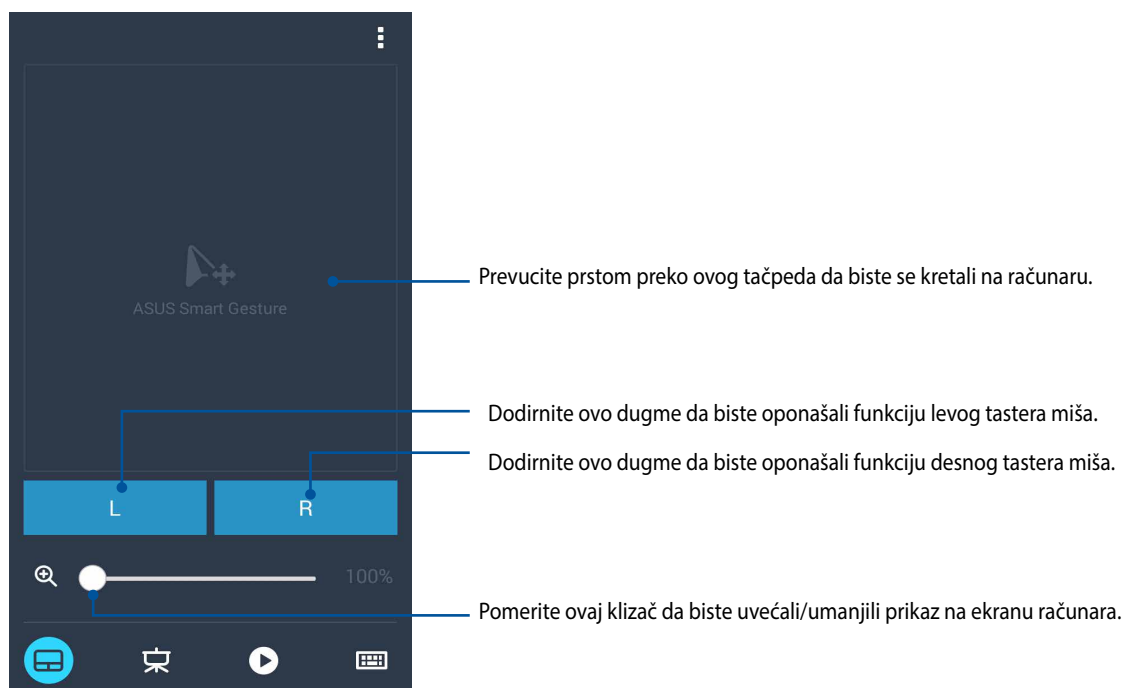 Prevucite prstom preko ovog tačpeda da biste se kretali na računaru.
ASUS Smart Gesture
Dodirnite ovo dugme da biste oponašali funkciju levog tastera miša.
Dodirnite ovo dugme da biste oponašali funkciju desnog tastera miša.
L
R
100%
Pomerite ovaj klizač da biste uvećali/umanjili prikaz na ekranu računara.